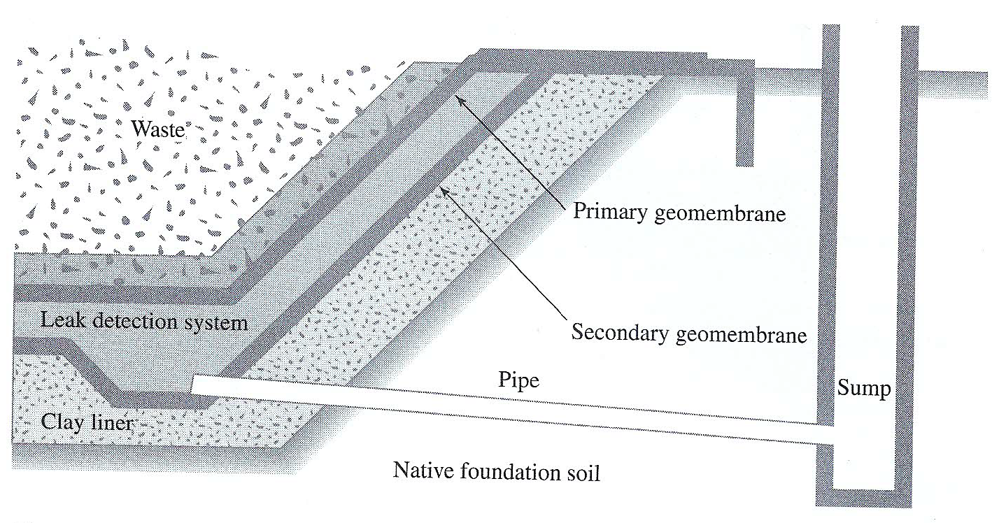 Waste
Primary geomembrane
Leak detection system
Secondary geomembrane
Pipe
Sump
Clay liner
Native foundation soil